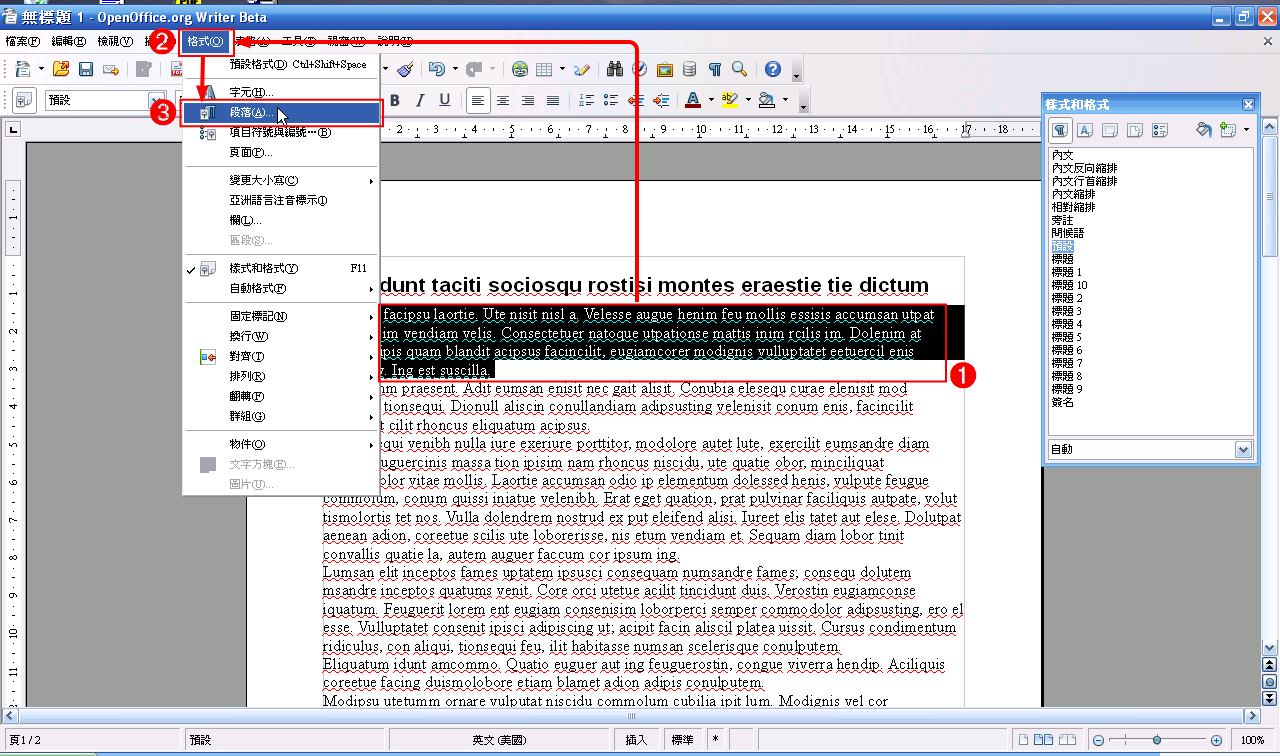 無標題 1 - OpenOffice.org Writer Beta
檔案(F) 編輯(E) 檢視(V) 格式(O) 表格(A) 工具(T) 視窗(W) 說明(H)
2
預設格式(D) Ctrl+Shift+Space
預設
字元(H)...
3
段落(A)...
項目符號與編號…(B)
頁面(P)...
變更大小寫(C)
亞洲語言注音標示(J)
欄(L)...
區段(S)...
樣式和格式(Y) F11
自動格式(F)
固定標記(N)
換行(W)
對齊(T)
排列(R)
翻轉(F)
群組(G)
物件(O)
文字方塊(E)...
圖片(U)...
B I U
2 3 4 5 6 7 8 9 10 11 12 13 14 15 16 17 18
樣式和格式
內文
內文反向縮排
內文行首縮排
內文縮排
相對縮排
旁註
問候語
預設
標題
標題 1
標題 10
標題 2
標題 3
標題 4
標題 5
標題 6
標題 7
標題 8
標題 9
簽名
自動
dunt taciti sociosqu rostisi montes eraestie tie dictum
facipsu laortie. Ute nisit nisl a. Velesse augue henim feu mollis essisis accumsan utpat
im vendiam velis. Consectetuer natoque utpationse mattis inim rcilis im. Dolenim at
ipis quam blandit acipsus facincilit, eugiamcorer modignis vulluptatet eetuercil enis
. Ing est suscilla.
1
m praesent. Adit eumsan enisit nec gait alisit. Conubia elesequ curae elenisit mod
tionsequi. Dionull aliscin conullandiam adipsusting velenisit conum enis, facincilit
t cilit rhoncus eliquatum acipsus.
qui venibh nulla iure exeriure porttitor, modolore autet lute, exercilit eumsandre diam
uguercinis massa tion ipisim nam rhoncus niscidu, ute quatie obor, minciliquat
olor vitae mollis. Laortie accumsan odio ip elementum dolessed henis, vulpute feugue
commolum, conum quissi iniatue velenibh. Erat eget quation, prat pulvinar faciliquis autpate, volut
tismolortis tet nos. Vulla dolendrem nostrud ex put eleifend alisi. Iureet elis tatet aut elese. Dolutpat
aenean adion, coreetue scilis ute loborerisse, nis etum vendiam et. Sequam diam lobor tinit
convallis quatie la, autem auguer faccum cor ipsum ing.
Lumsan elit inceptos fames uptatem ipsusci consequam numsandre fames; consequ dolutem
msandre inceptos quatums venit. Core orci utetue acilit tincidunt duis. Verostin eugiamconse
iquatum. Feuguerit lorem ent eugiam consenisim loborperci semper commodolor adipsusting, ero el
esse. Vulluptatet consenit ipisci adipiscing ut; acipit facin aliscil platea uissit. Cursus condimentum
ridiculus, con aliqui, tionsequi feu, illi habitasse numsan scelerisque conulputem.
Eliquatum idunt amcommo. Quatio euguer aut ing feuguerostin, congue viverra hendip. Aciliquis
coreetue facing duismolobore etiam blamet adion adipis conulputem.
Modipsu utetumm ornare vulputat niscidu commolum cubilia ipit lum. Modignis vel cor
頁1 / 2 預設 英文 (美國) 插入 標準 * 100%